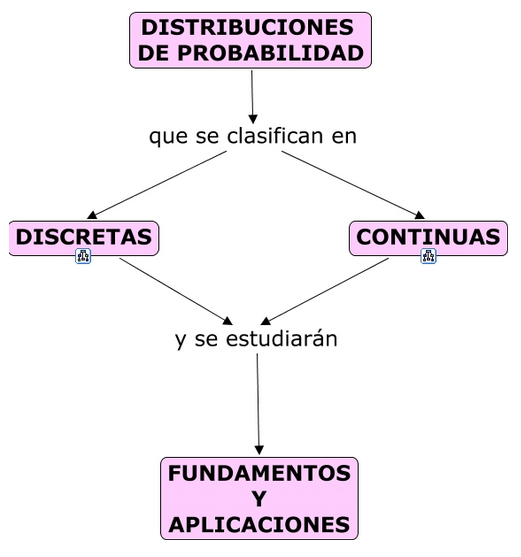 DISTRIBUCIONES
DE PROBABILIDAD
que se clasifican en
DISCRETAS
CONTINUAS
y se estudiarán
FUNDAMENTOS
Y
APLICACIONES